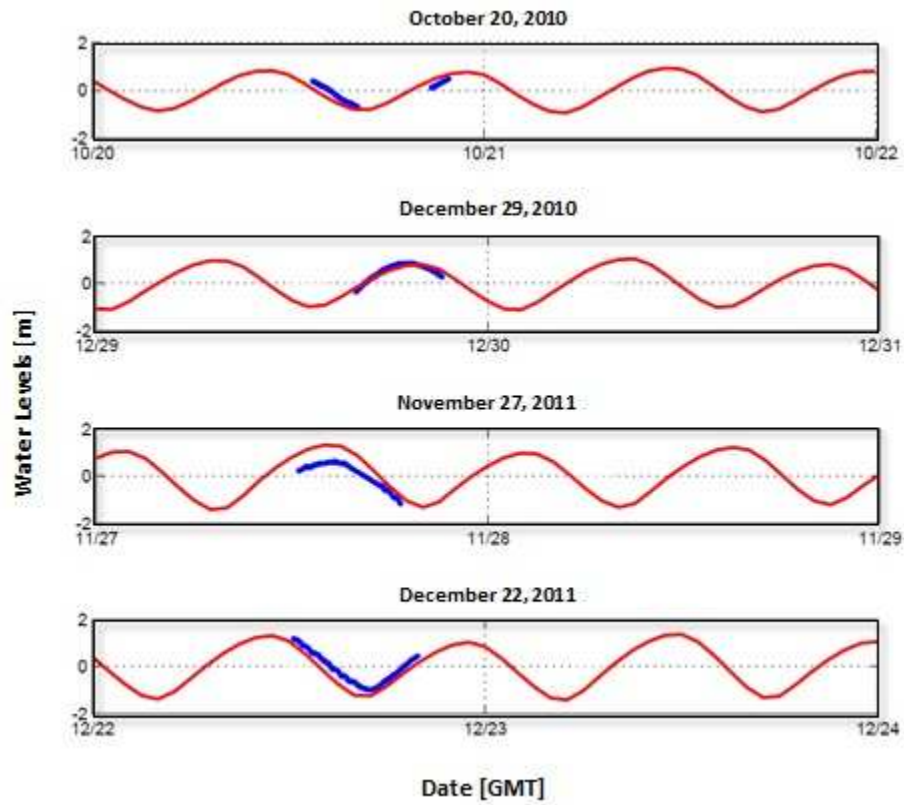 October 20, 2010
2
0
-2
10/20 10/21 10/22
December 29, 2010
2
0
-2
12/29 12/30 12/31
November 27, 2011
2
0
-2
11/27 11/28 11/29
December 22, 2011
2
0
-2
12/22 12/23 12/24
Water Levels [m]
Date [GMT]